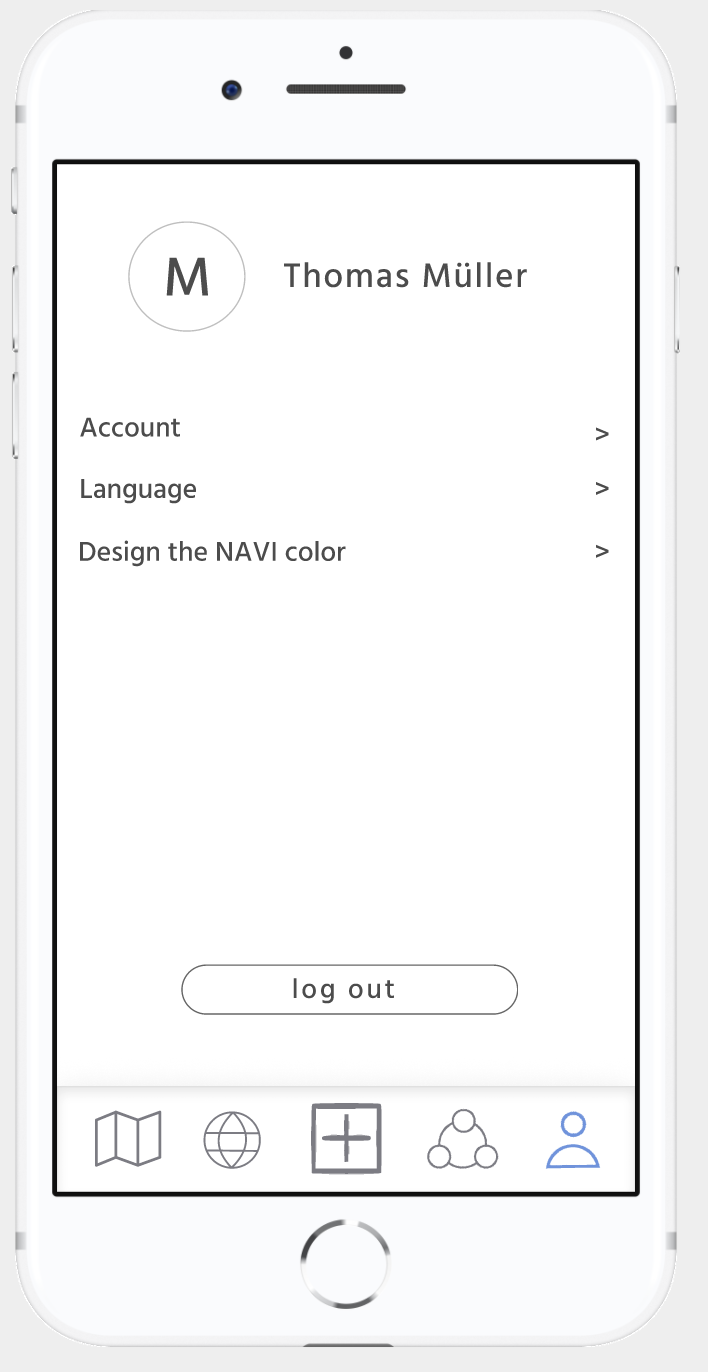 M
Thomas Müller
Account >
Language >
Design the NAVI color >
log out